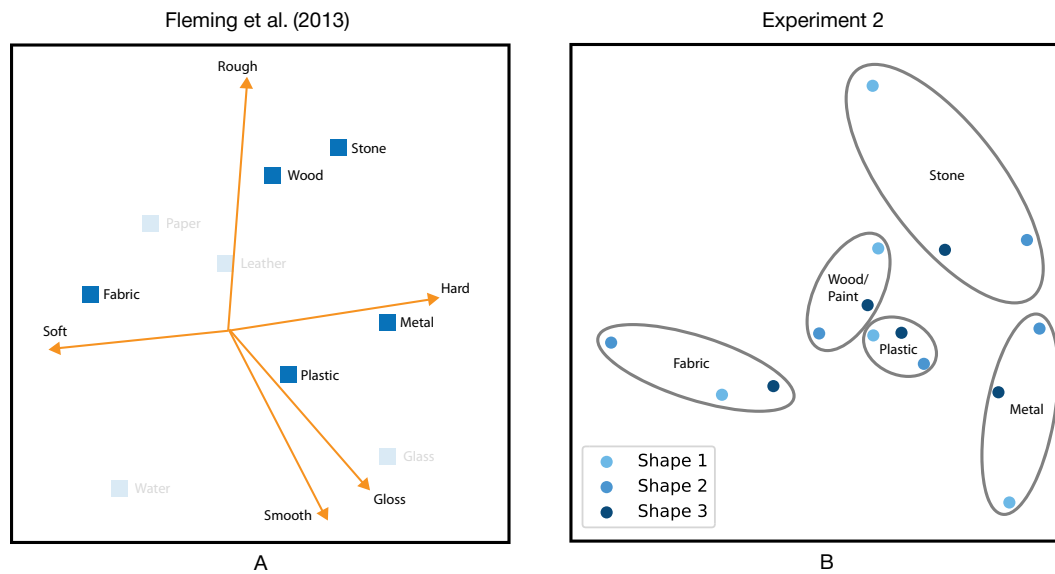 Fleming et al. (2013)
Rough
Stone
Wood
Paper
Leather
Fabric
Hard
Soft
Metal
Plastic
Glass
Water
Gloss
Smooth
A
Experiment 2
Stone
Wood/
Paint
Plastic
Fabric
Metal
Shape 1
Shape 2
Shape 3
B